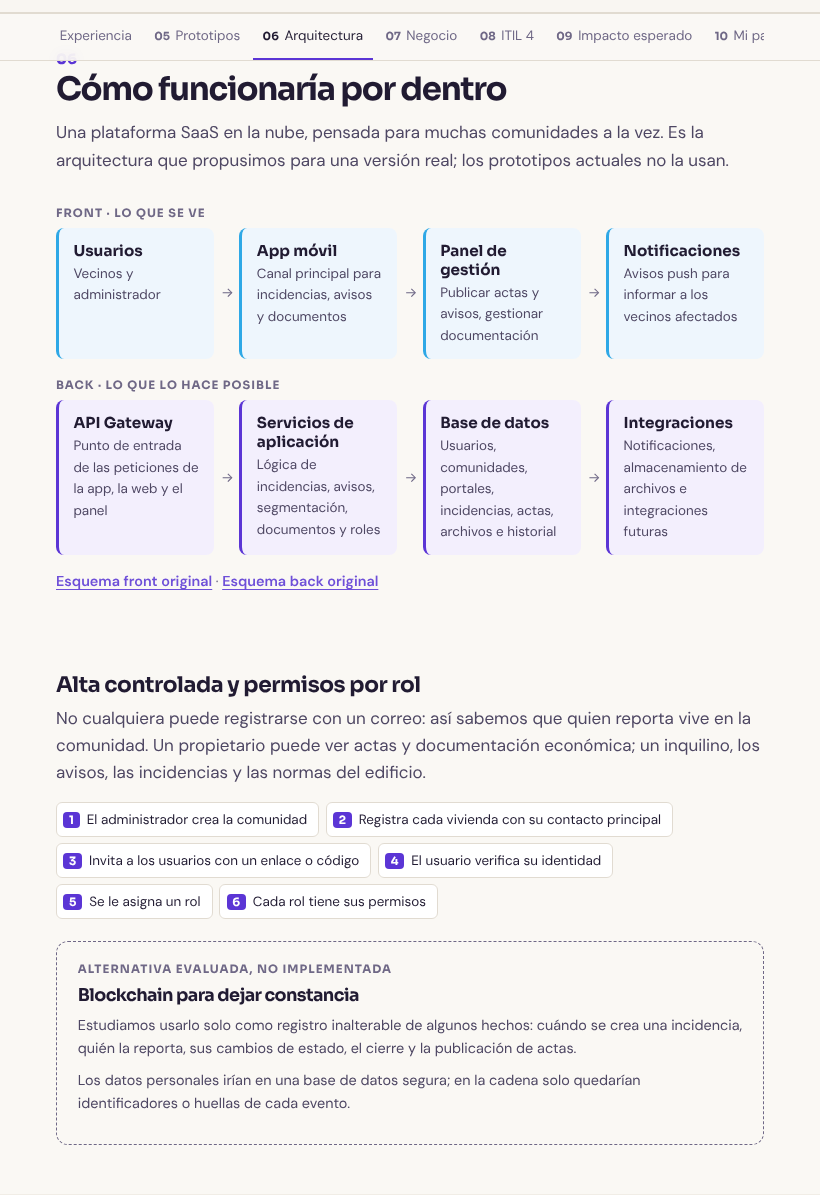 Experiencia
05 Prototipos
06 Arquitectura
07 Negocio
08 ITIL 4
09 Impacto esperado
10 Mi
Cómo funcionaría por dentro
Una plataforma SaaS en la nube, pensada para muchas comunidades a la vez. Es la
arquitectura que propusimos para una versión real; los prototipos actuales no la usan.
FRONT · LO QUE SE VE
Usuarios
Vecinos y
administrador
→
App móvil
Canal principal para
incidencias, avisos
y documentos
→
Panel de
gestión
Publicar actas y
avisos, gestionar
documentación
→
Notificaciones
Avisos push para
informar a los
vecinos afectados
BACK · LO QUE LO HACE POSIBLE
API Gateway
Punto de entrada
de las peticiones de
la app, la web y el
panel
→
Servicios de
aplicación
Lógica de
incidencias, avisos,
segmentación,
documentos y roles
→
Base de datos
Usuarios,
comunidades,
portales,
incidencias, actas,
archivos e historial
→
Integraciones
Notificaciones,
almacenamiento de
archivos e
integraciones
futuras
Esquema front original · Esquema back original
Alta controlada y permisos por rol
No cualquiera puede registrarse con un correo: así sabemos que quien reporta vive en la
comunidad. Un propietario puede ver actas y documentación económica; un inquilino, los
avisos, las incidencias y las normas del edificio.
1 El administrador crea la comunidad
2 Registra cada vivienda con su contacto principal
3 Invita a los usuarios con un enlace o código
4 El usuario verifica su identidad
5 Se le asigna un rol
6 Cada rol tiene sus permisos
ALTERNATIVA EVALUADA, NO IMPLEMENTADA
Blockchain para dejar constancia
Estudiamos usarlo solo como registro inalterable de algunos hechos: cuándo se crea una incidencia,
quién la reporta, sus cambios de estado, el cierre y la publicación de actas.
Los datos personales irían en una base de datos segura; en la cadena solo quedarían
identificadores o huellas de cada evento.